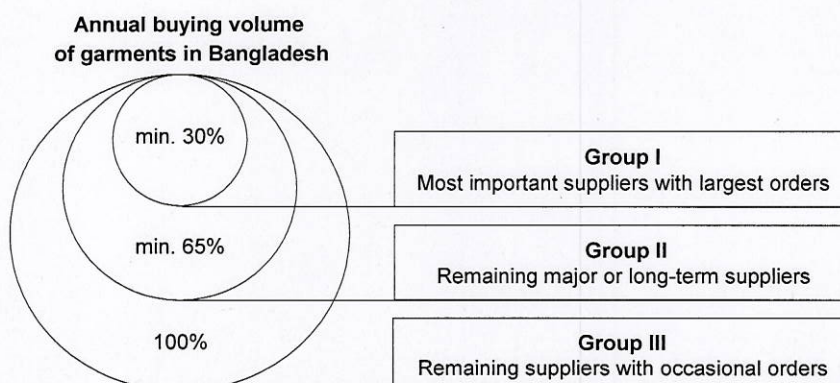 Annual buying volume
of garments in Bangladesh
min. 30%
Group I
Most important suppliers with largest orders
min. 65%
Group II
Remaining major or long-term suppliers
100%
Group III
Remaining suppliers with occasional orders